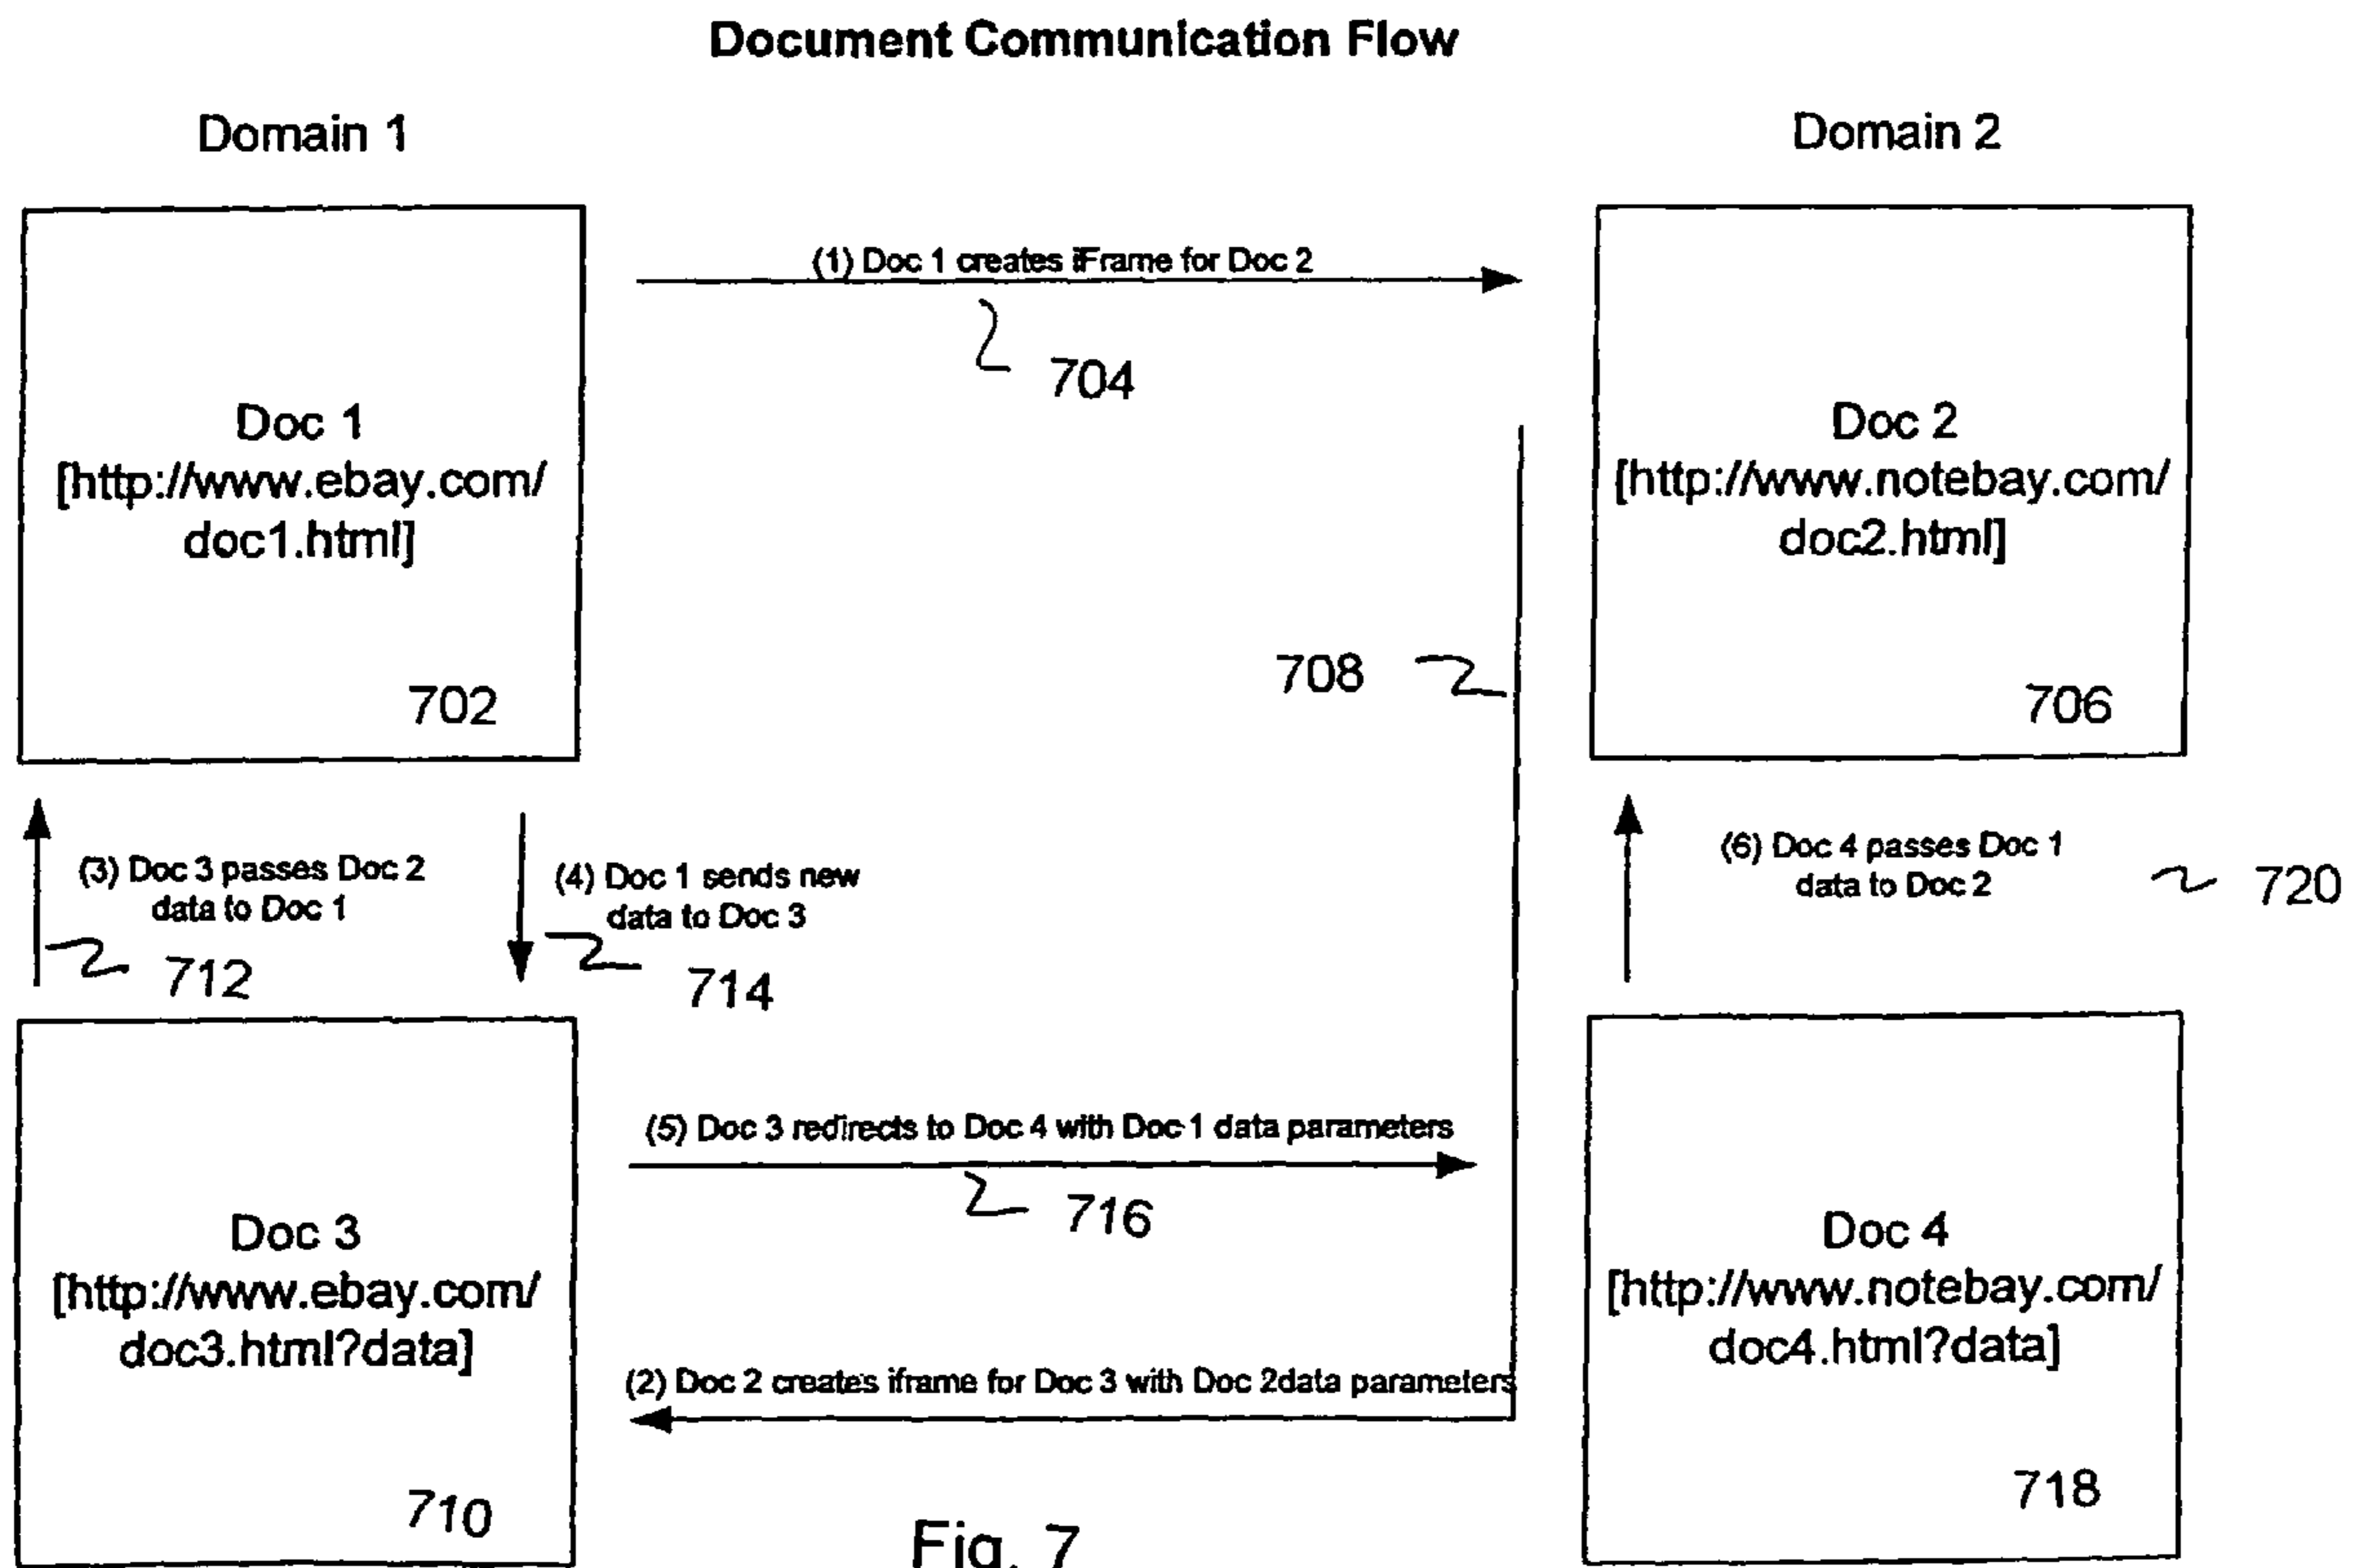 Document Communication Flow
Domain 1
Domain 2
(1) Doc 1 creates iFrame for Doc 2
704
Doc 1
[http://www.ebay.com/
doc1.html]
702
Doc 2
[http://www.notebay.com/
doc2.html]
706
708
(3) Doc 3 passes Doc 2
data to Doc 1
712
(4) Doc 1 sends new
data to Doc 3
714
(6) Doc 4 passes Doc 1
data to Doc 2
720
(5) Doc 3 redirects to Doc 4 with Doc 1 data parameters
716
Doc 3
[http://www.ebay.com/
doc3.html?data]
710
(2) Doc 2 creates iframe for Doc 3 with Doc 2data parameters
Doc 4
[http://www.notebay.com/
doc4.html?data]
718
Fig. 7